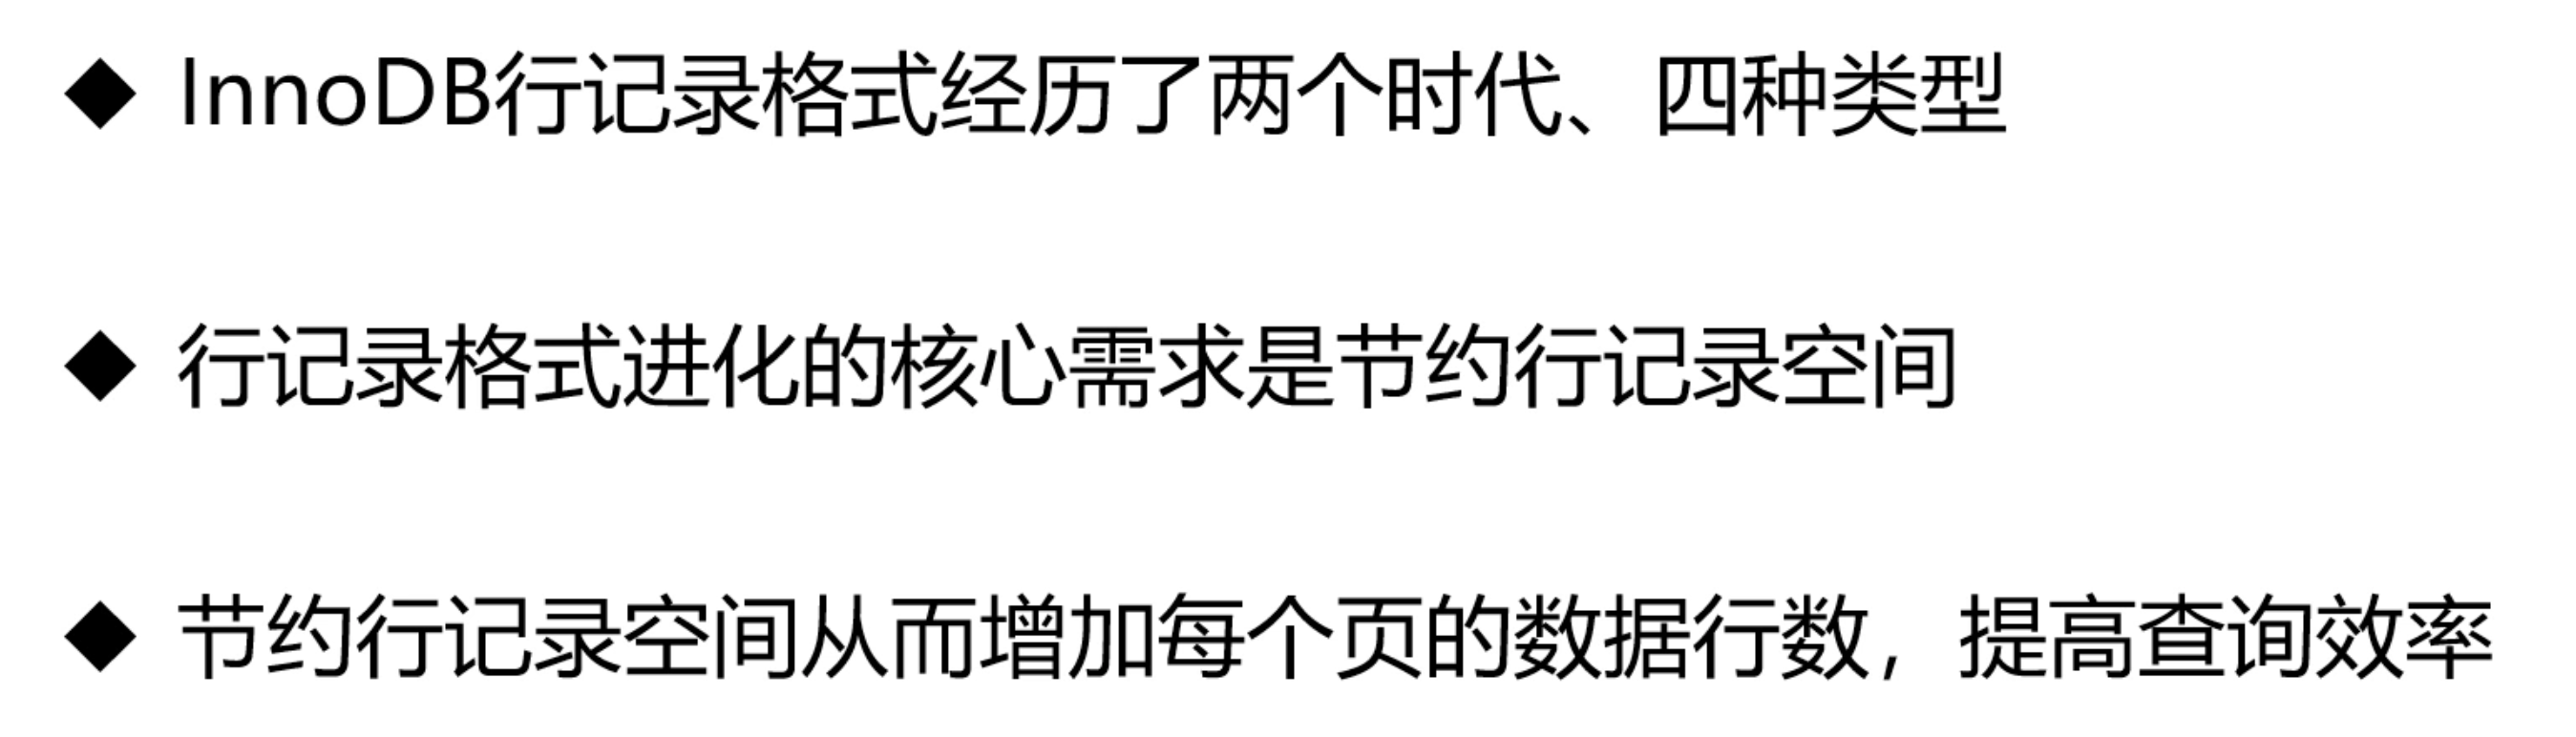 ◆ InnoDB行记录格式经历了两个时代、四种类型
◆ 行记录格式进化的核心需求是节约行记录空间
◆ 节约行记录空间从而增加每个页的数据行数，提高查询效率